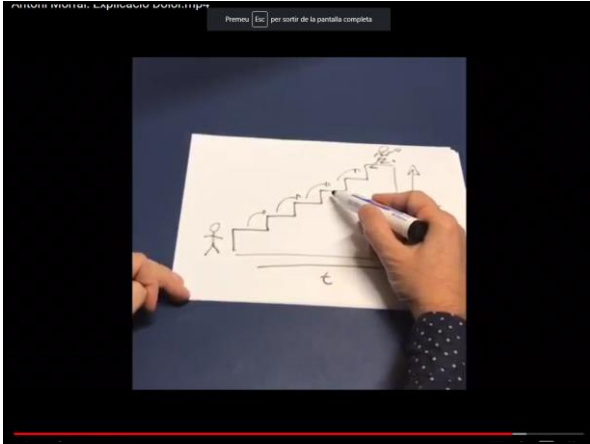 Antoni Morral: Explicació Dolor.mp4
Premeu Esc per sortir de la pantalla completa
t